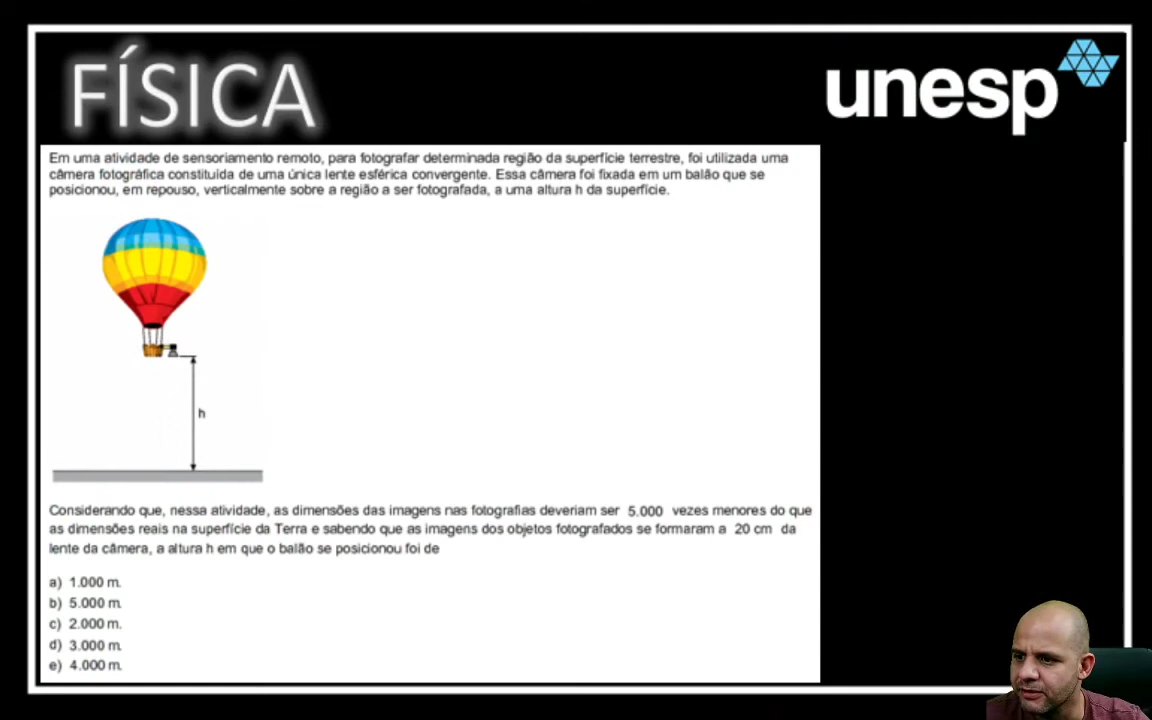 FÍSICA
unesp
Em uma atividade de sensoriamento remoto, para fotografar determinada região da superfície terrestre, foi utilizada uma
câmera fotográfica constituída de uma única lente esférica convergente. Essa câmera foi fixada em um balão que se
posicionou, em repouso, verticalmente sobre a região a ser fotografada, a uma altura h da superfície.
h
Considerando que, nessa atividade, as dimensões das imagens nas fotografias deveriam ser 5.000 vezes menores do que
as dimensões reais na superfície da Terra e sabendo que as imagens dos objetos fotografados se formaram a 20 cm da
lente da câmera, a altura h em que o balão se posicionou foi de
a) 1.000 m.
b) 5.000 m.
c) 2.000 m.
d) 3.000 m.
e) 4.000 m.